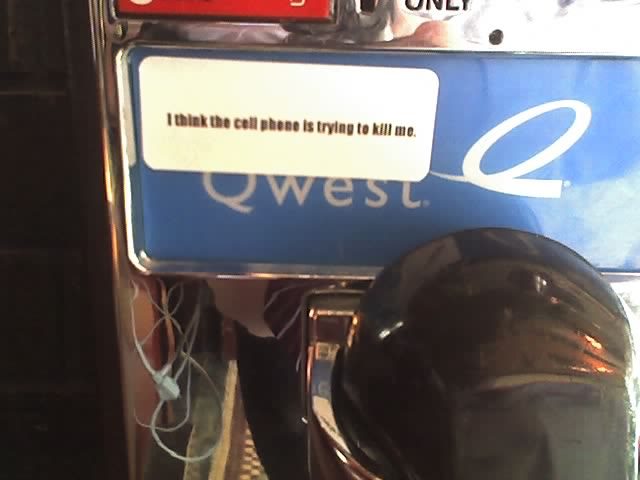 ONLY
I think the cell phone is trying to kill me.
Qwest